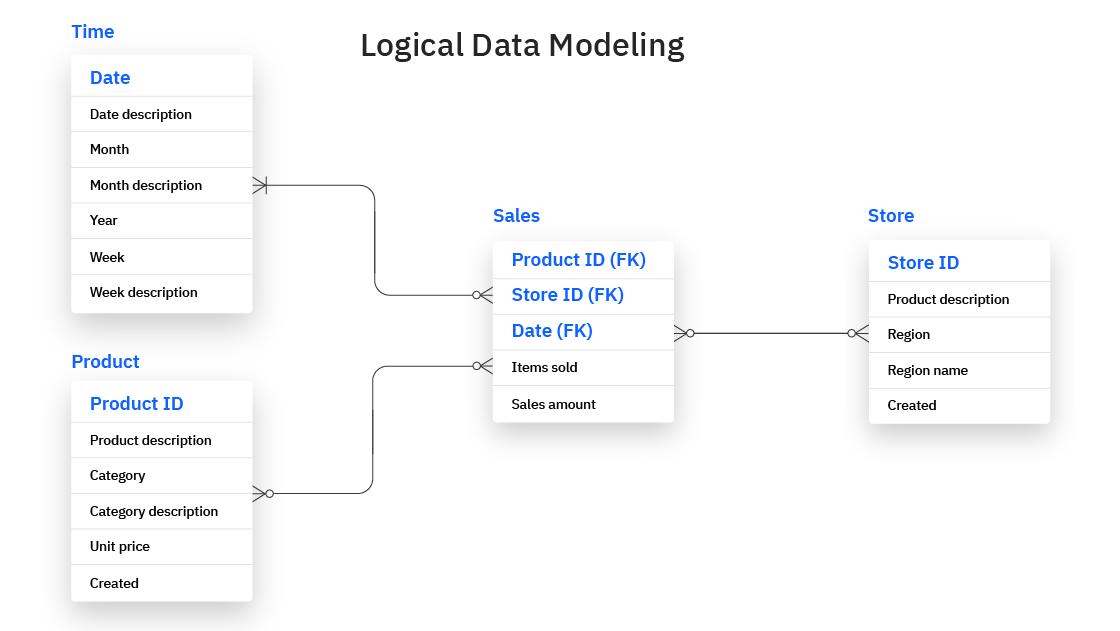 Logical Data Modeling
Time
Date
Date description
Month
Month description
Year
Week
Week description
Product
Product ID
Product description
Category
Category description
Unit price
Created
Sales
Product ID (FK)
Store ID (FK)
Date (FK)
Items sold
Sales amount
Store
Store ID
Product description
Region
Region name
Created